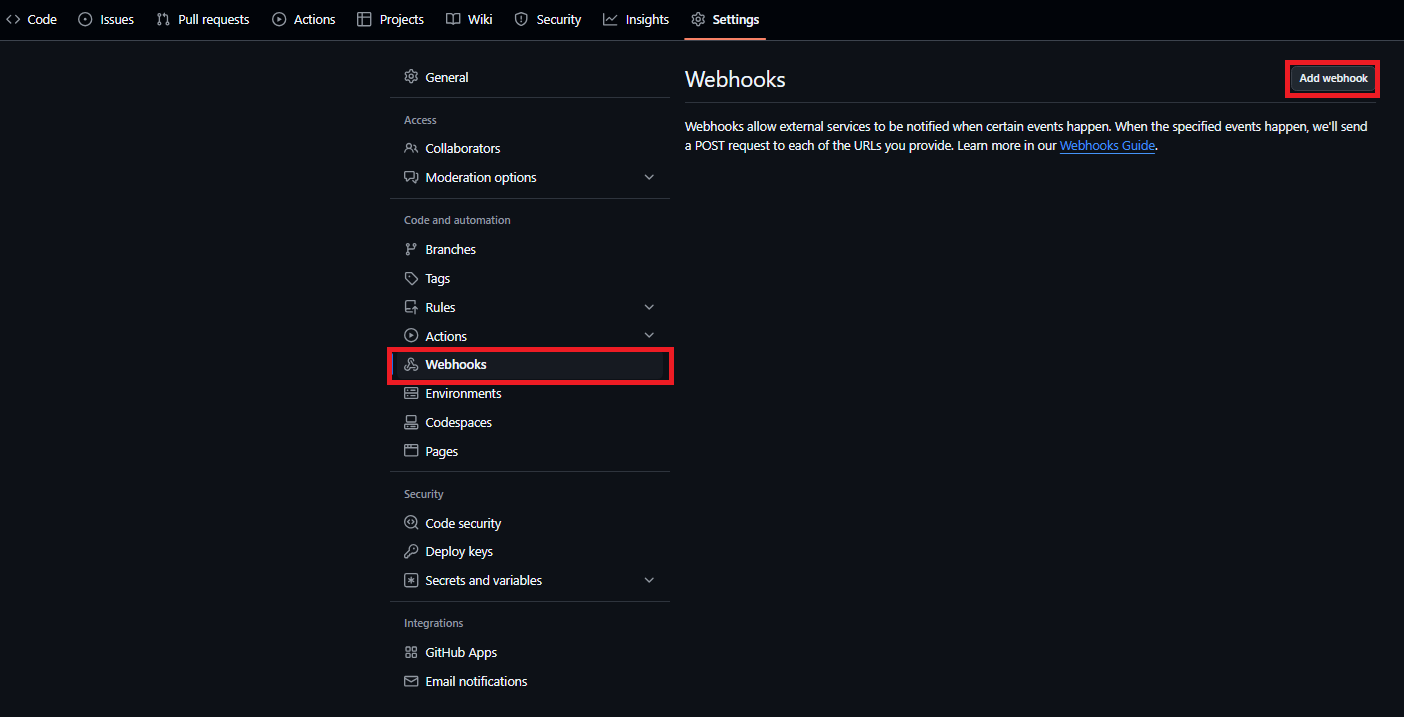 Code Issues Pull requests Actions Projects Wiki Security Insights Settings
General
Access
Collaborators
Moderation options
Code and automation
Branches
Tags
Rules
Actions
Webhooks
Environments
Codespaces
Pages
Security
Code security
Deploy keys
Secrets and variables
Integrations
GitHub Apps
Email notifications
Webhooks
Add webhook
Webhooks allow external services to be notified when certain events happen. When the specified events happen, we'll send
a POST request to each of the URLs you provide. Learn more in our Webhooks Guide.